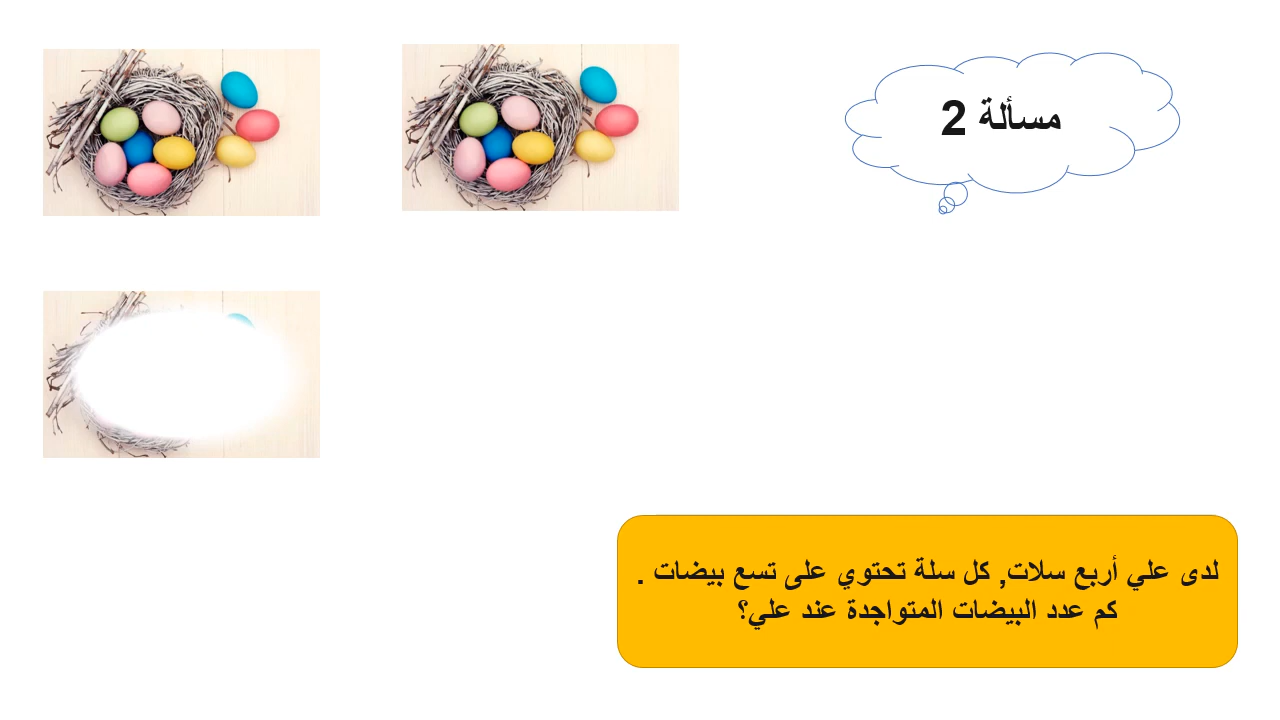 مسألة 2
لدى علي أربع سلات, كل سلة تحتوي على تسع بيضات .
كم عدد البيضات المتواجدة عند علي؟